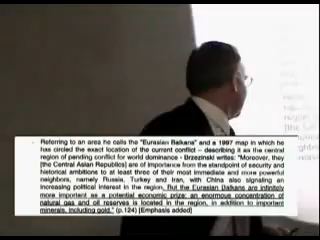 Referring to an area he calls the "Eurasian Balkans" and a 1997 map in which he
has circled the exact location of the current conflict – describing it as the central
region of pending conflict for world dominance - Brzezinski writes: "Moreover, they
[the Central Asian Republics] are of importance from the standpoint of security and
historical ambitions to at least three of their most immediate and more powerful
neighbors, namely Russia, Turkey and Iran, with China also signaling an
increasing political interest in the region. But the Eurasian Balkans are infinitely
more important as a potential economic prize: an enormous concentration of
natural gas and oil reserves is located in the region, in addition to important
minerals, including gold." (p.124) [Emphasis added]